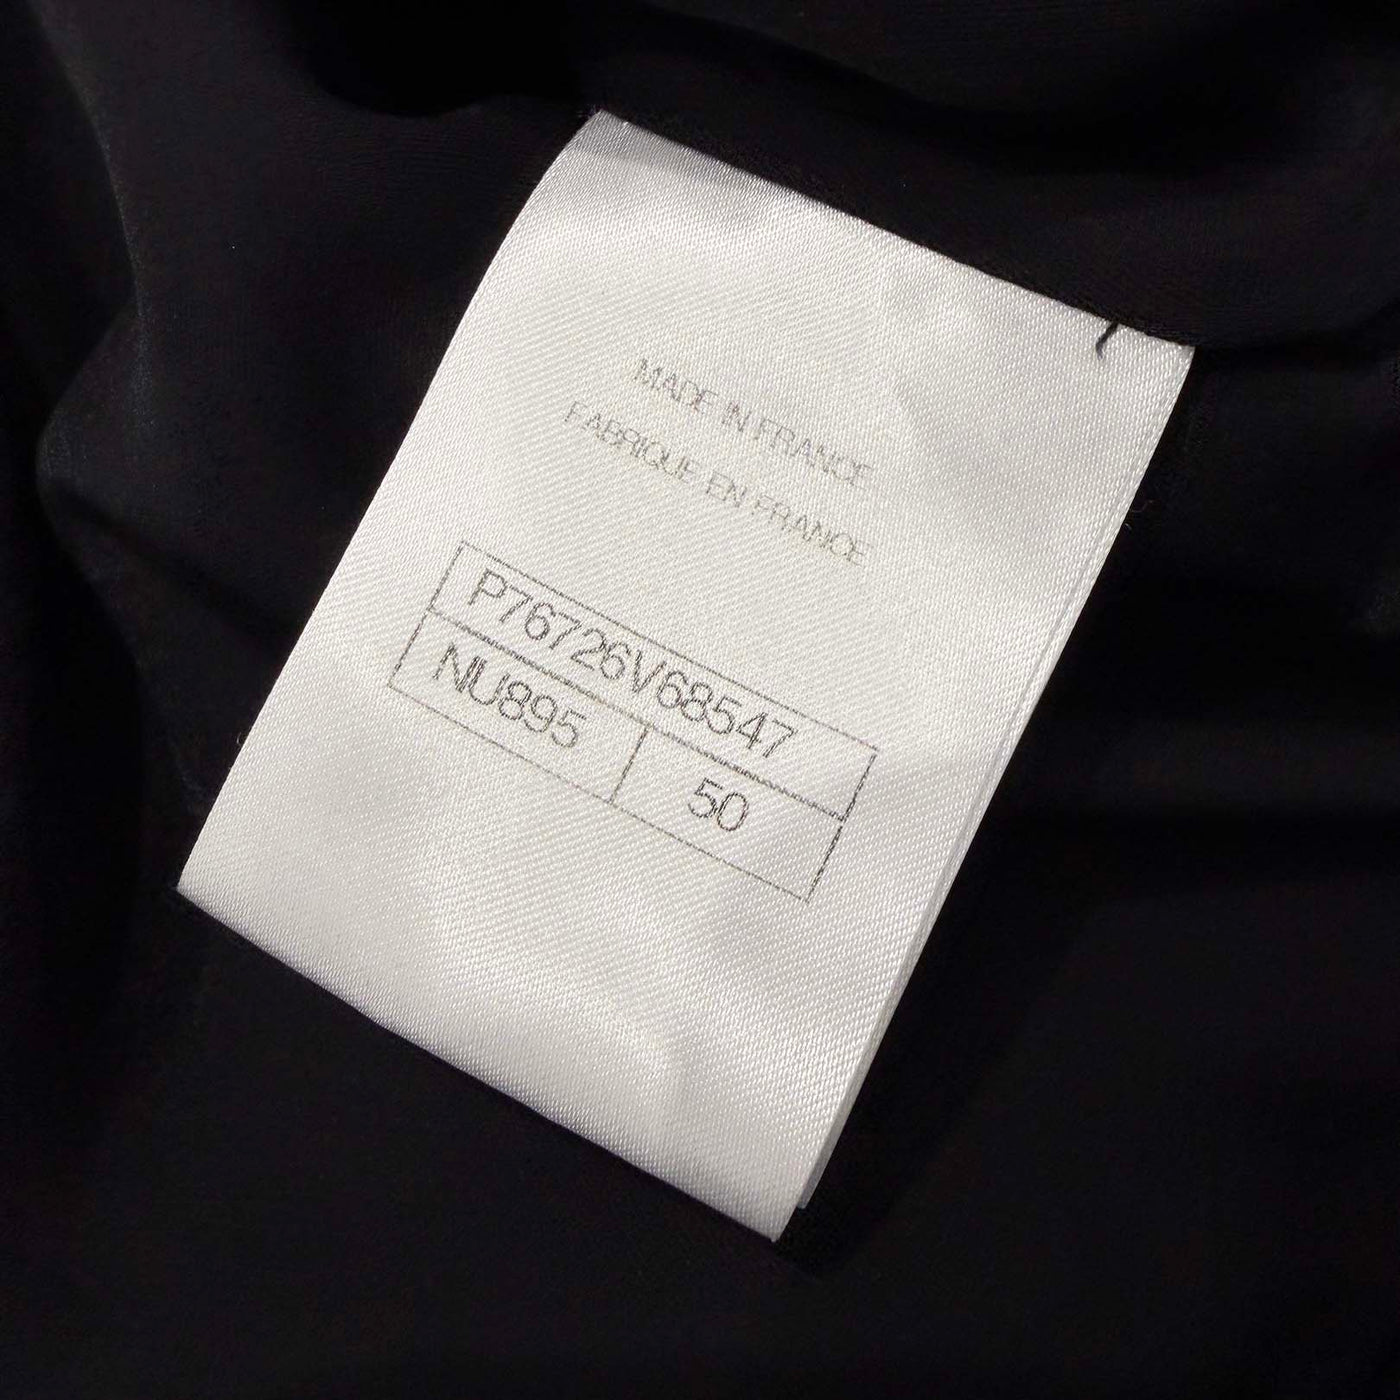 MADE IN FRANCE
FABRIQUE EN FRANCE
P76726V68547
NU895
50